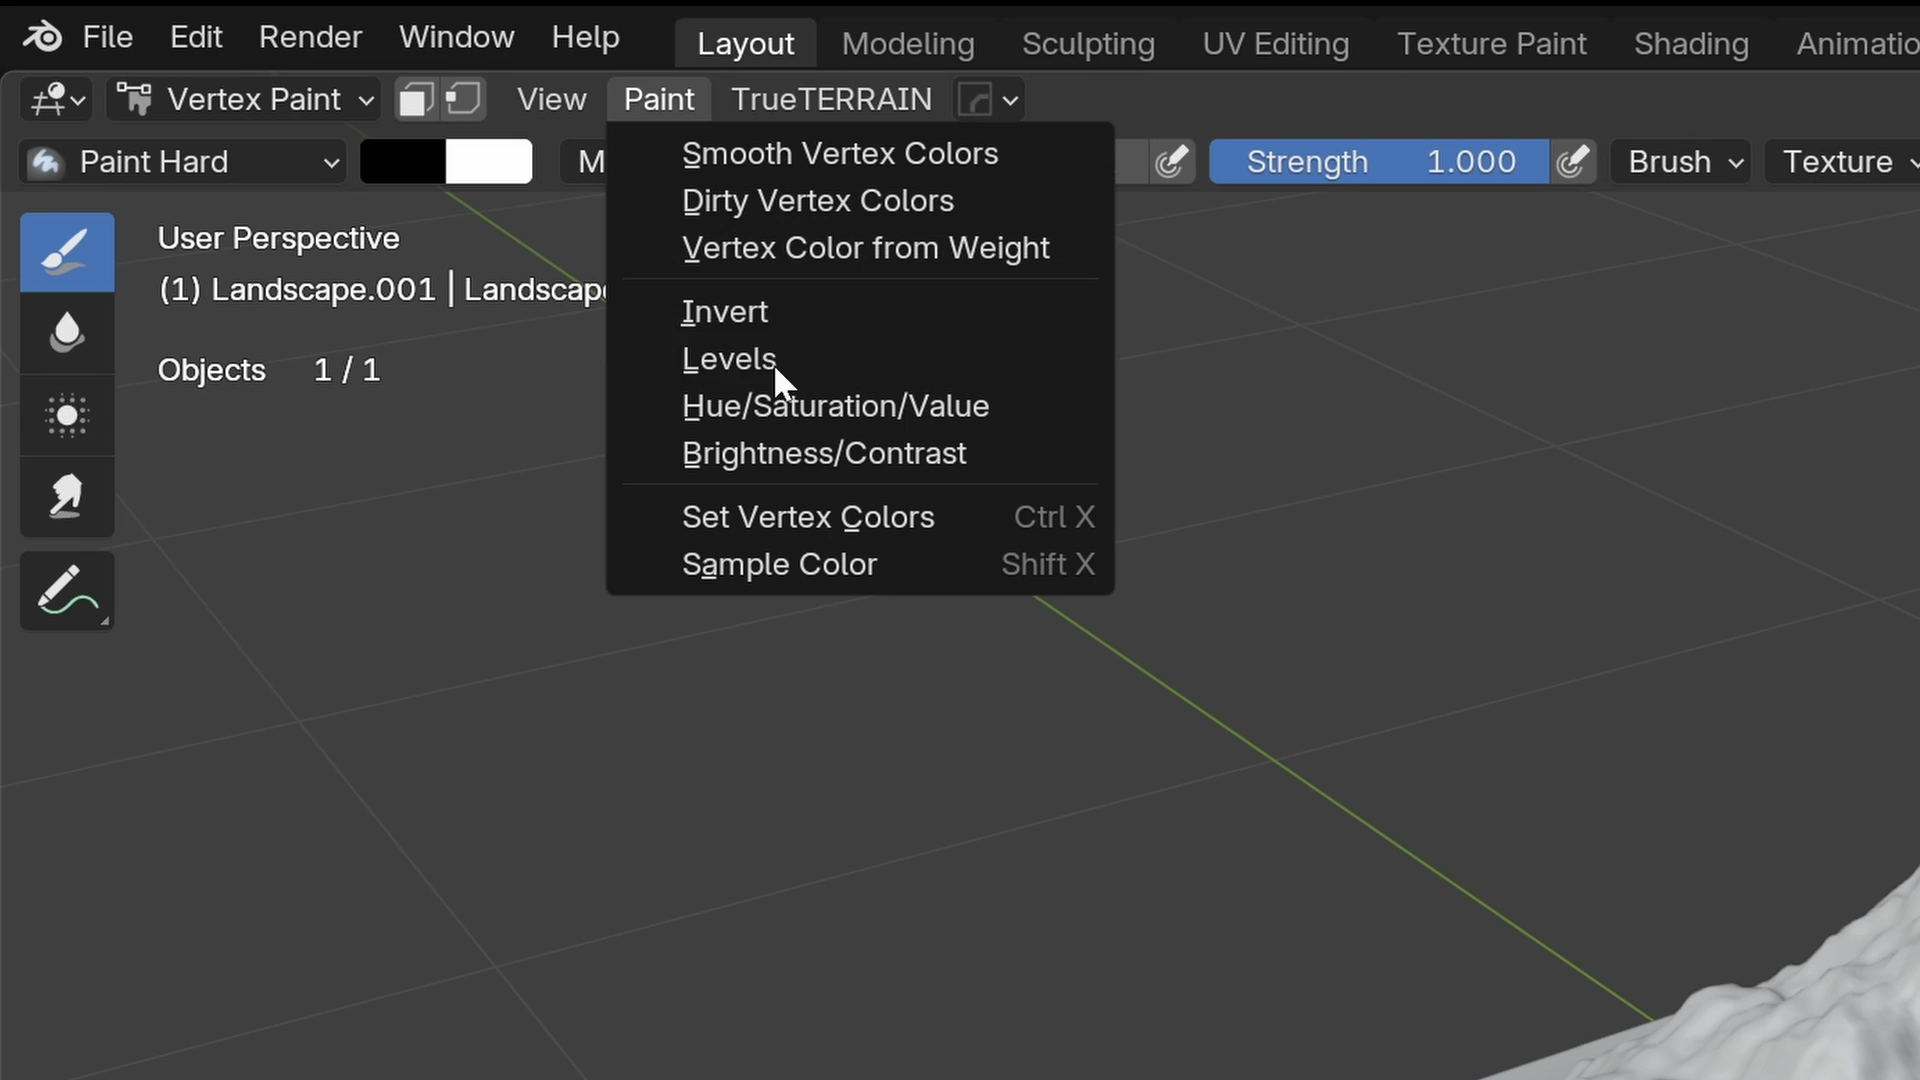 File Edit Render Window Help Layout Modeling Sculpting UV Editing Texture Paint Shading Animatio
Vertex Paint View Paint TrueTERRAIN
Paint Hard M Strength 1.000 Brush Texture
Smooth Vertex Colors
Dirty Vertex Colors
Vertex Color from Weight
Invert
Levels
Hue/Saturation/Value
Brightness/Contrast
Set Vertex Colors Ctrl X
Sample Color Shift X
User Perspective
(1) Landscape.001 | Landscape
Objects 1 / 1